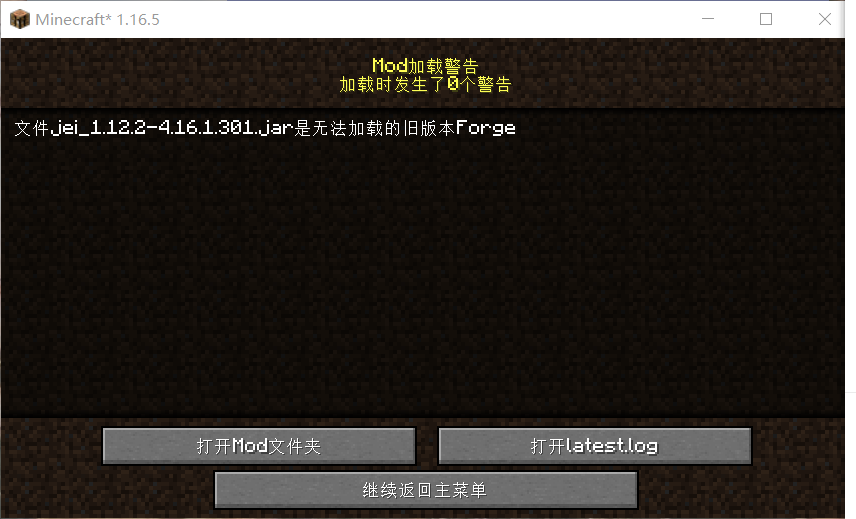 Minecraft* 1.16.5
Mod加载警告
加载时发生了0个警告
文件jei_1.12.2-4.16.1.301.jar是无法加载的旧版本Forge
打开Mod文件夹
打开latest.log
继续返回主菜单